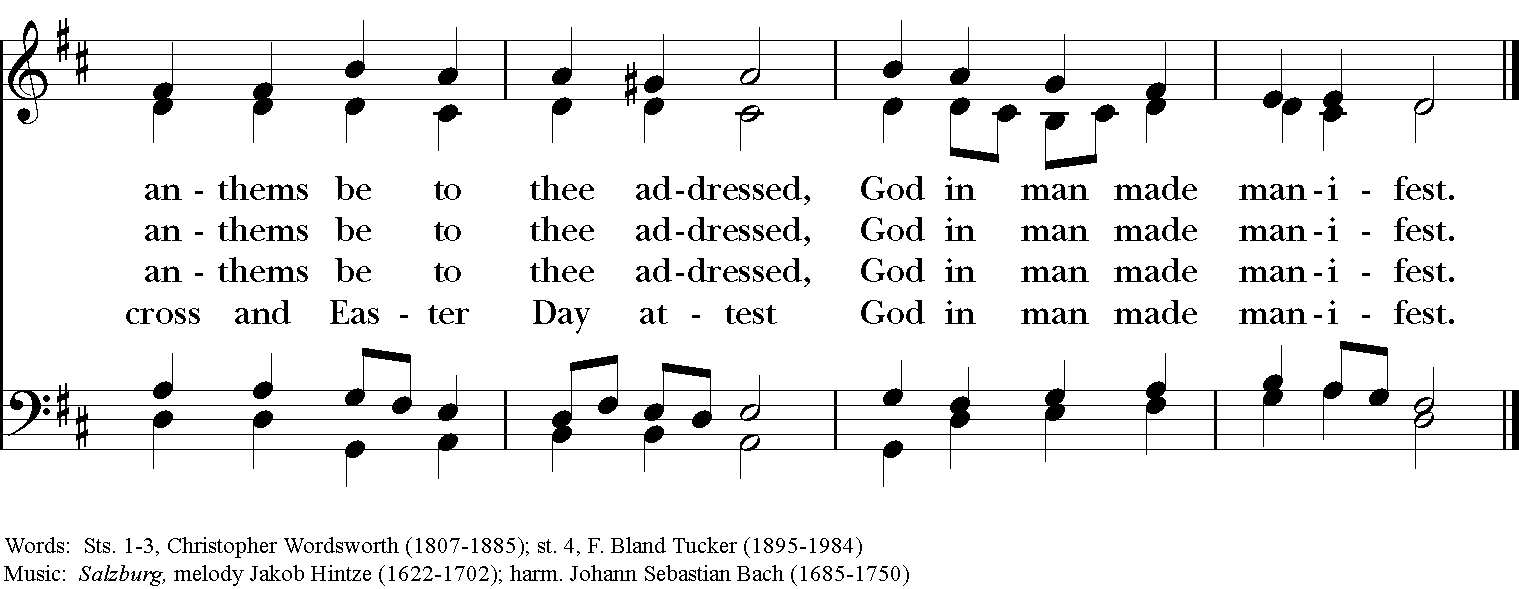 an - thems be to thee ad-dressed, God in man made man - i - fest.
an - thems be to thee ad-dressed, God in man made man - i - fest.
an - thems be to thee ad-dressed, God in man made man - i - fest.
cross and Eas - ter Day at - test God in man made man - i - fest.
Words: Sts. 1-3, Christopher Wordsworth (1807-1885); st. 4, F. Bland Tucker (1895-1984)
Music: Salzburg, melody Jakob Hintze (1622-1702); harm. Johann Sebastian Bach (1685-1750)